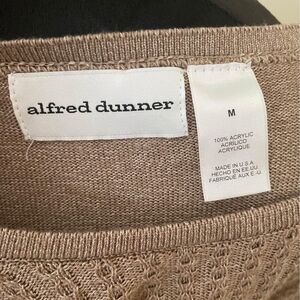 alfred dunner
M
100% ACRYLIC
ACRILICO
ACRYLIQUE
MADE IN U.S.A.
HECHO EN EE.UU
FABRIQUÉ AUX E.-U.